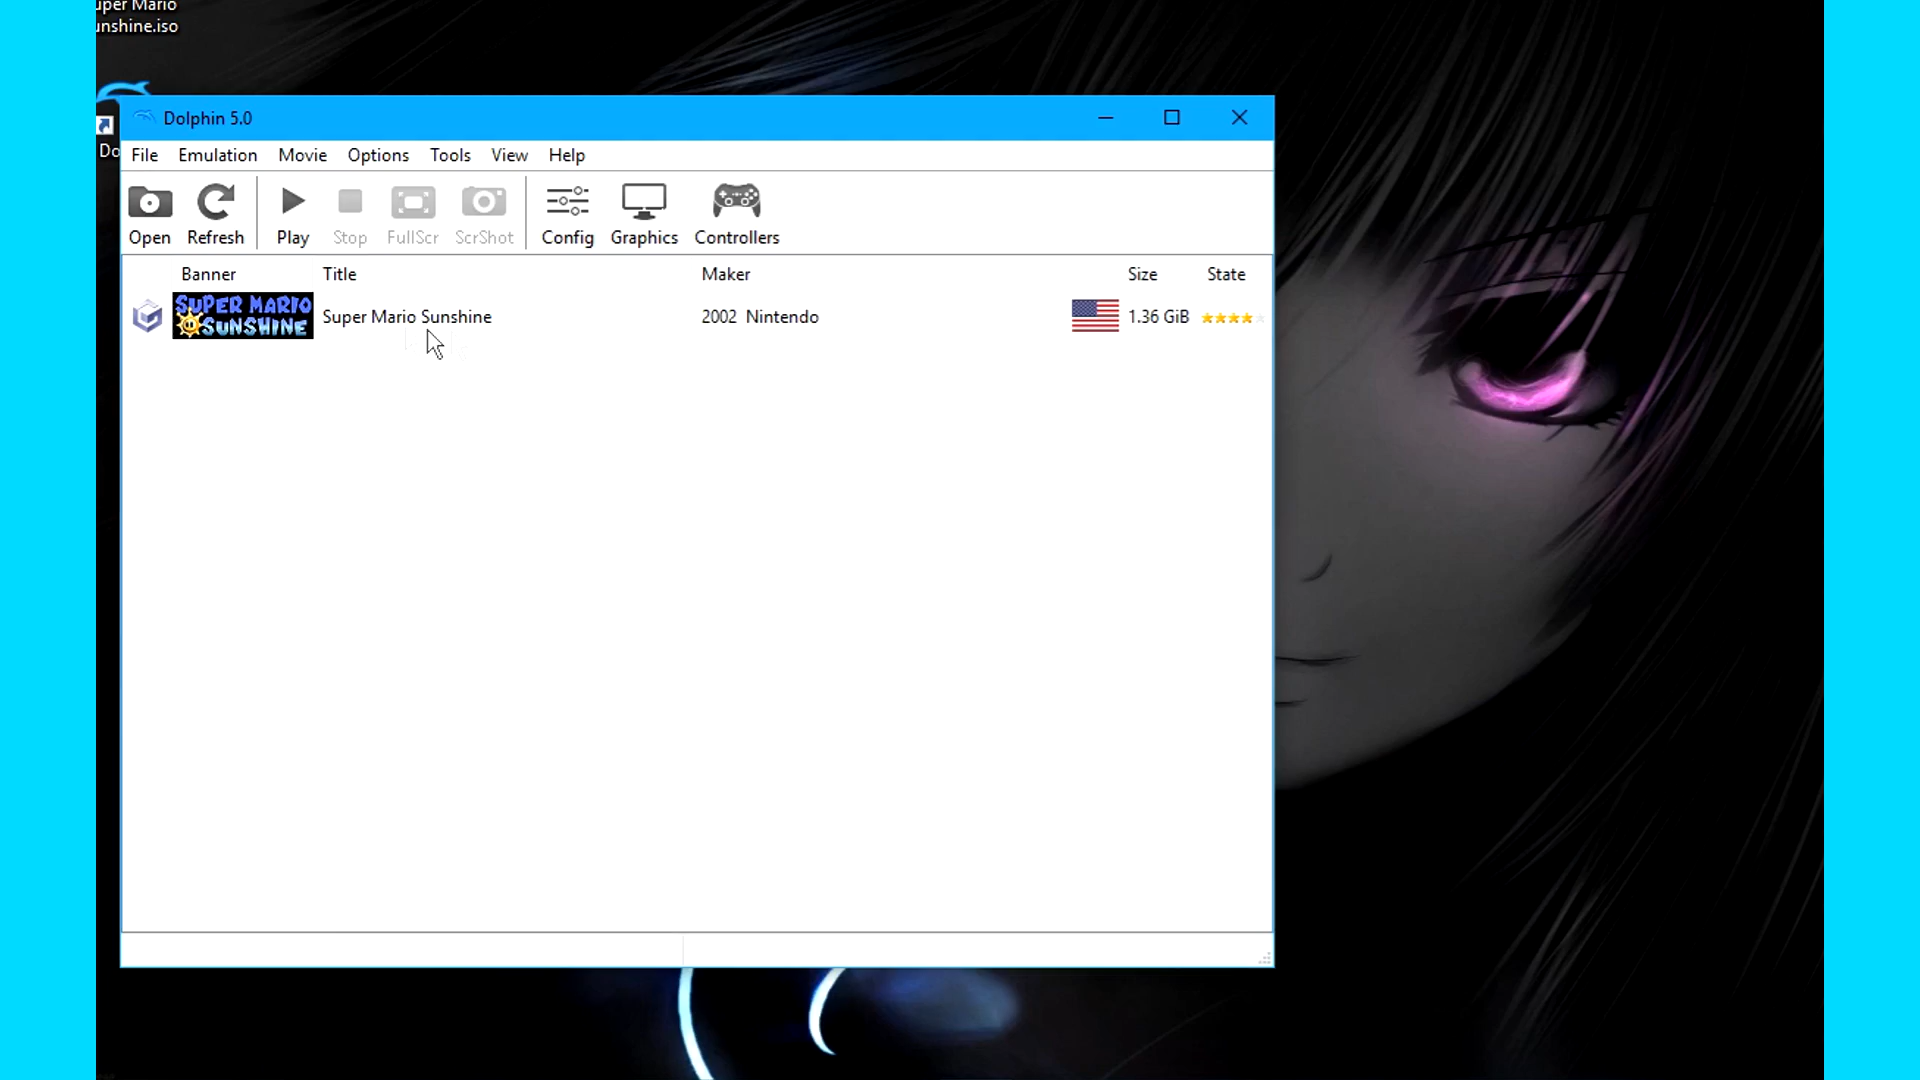 uper Mario
unshine.iso
Do
Dolphin 5.0
File Emulation Movie Options Tools View Help
Open Refresh Play Stop FullScr ScrShot Config Graphics Controllers
Banner Title Maker Size State
SUPER MARIO
SUNSHINE
Super Mario Sunshine 2002 Nintendo 1.36 GiB